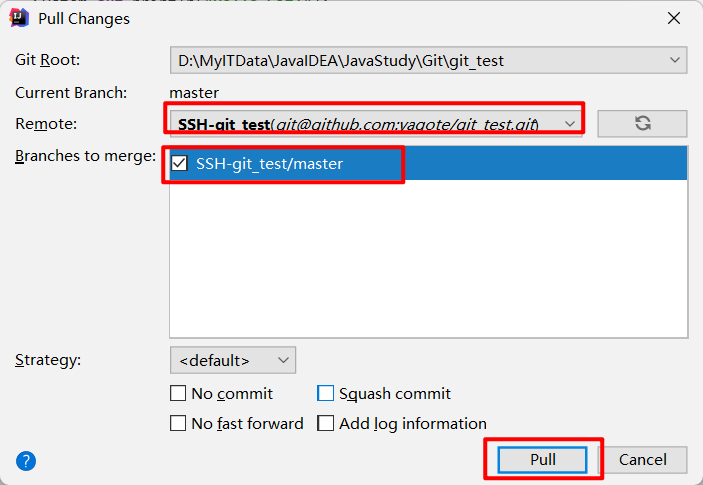 Pull Changes
Git Root: D:\MyITData\JavaIDEA\JavaStudy\Git\git_test
Current Branch: master
Remote: SSH-git_test(git@github.com:yagote/git_test.git)
Branches to merge: SSH-git_test/master
Strategy: <default>
No commit Squash commit
No fast forward Add log information
? Pull Cancel